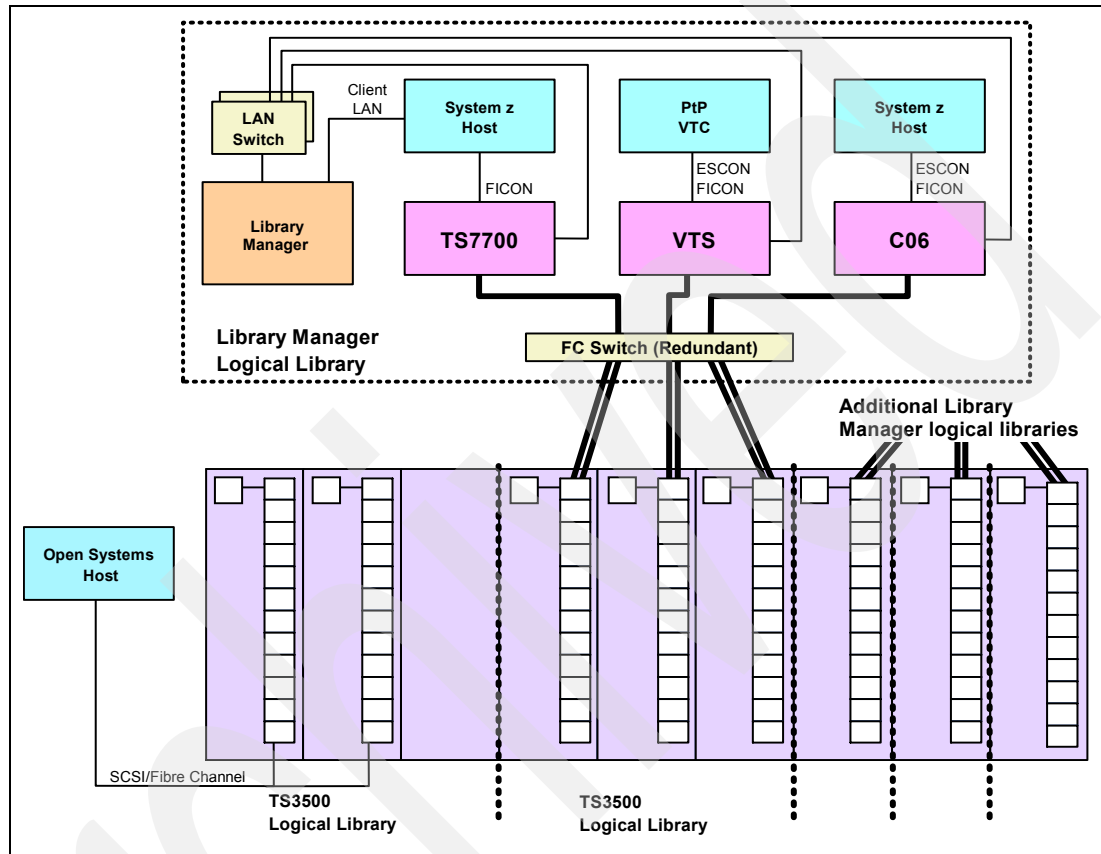 Client
LAN
LAN
Switch
System z
Host
PtP
VTC
System z
Host
FICON
ESCON
FICON
ESCON
FICON
Library
Manager
TS7700
VTS
C06
Library Manager
Logical Library
FC Switch (Redundant)
Additional Library
Manager logical libraries
Open Systems
Host
SCSI/Fibre Channel
TS3500
Logical Library
TS3500
Logical Library